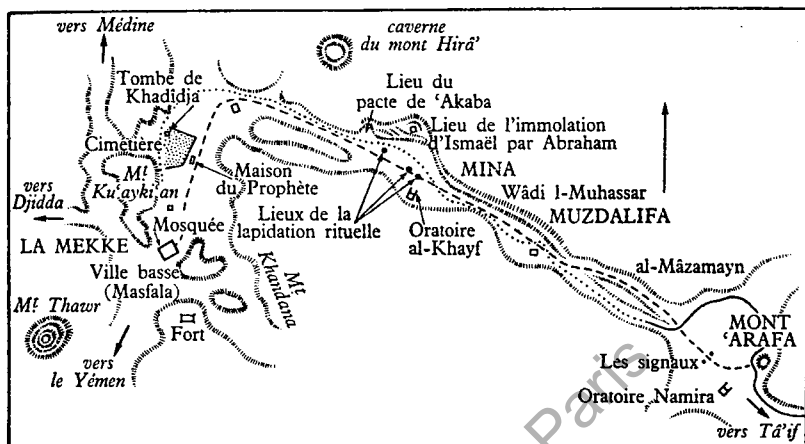 vers Médine
caverne
du mont Hirâ'
Tombe de
Khadîdja
Lieu du
pacte de 'Akaba
Cimetière
Lieu de l'immolation
d'Ismaël par Abraham
Mt
Ku'ayki'an
Maison
du Prophète
MINA
vers
Djidda
Wâdi l-Muhassar
MUZDALIFA
Lieux de la
lapidation rituelle
Oratoire
al-Khayf
Mosquée
LA MEKKE
Ville basse
(Masfala)
Mt
Khandana
al-Mâzamayn
Mt Thawr
Fort
MONT
'ARAFA
vers
le Yémen
Les signaux
Oratoire Namira
vers Tâ'if
Paris